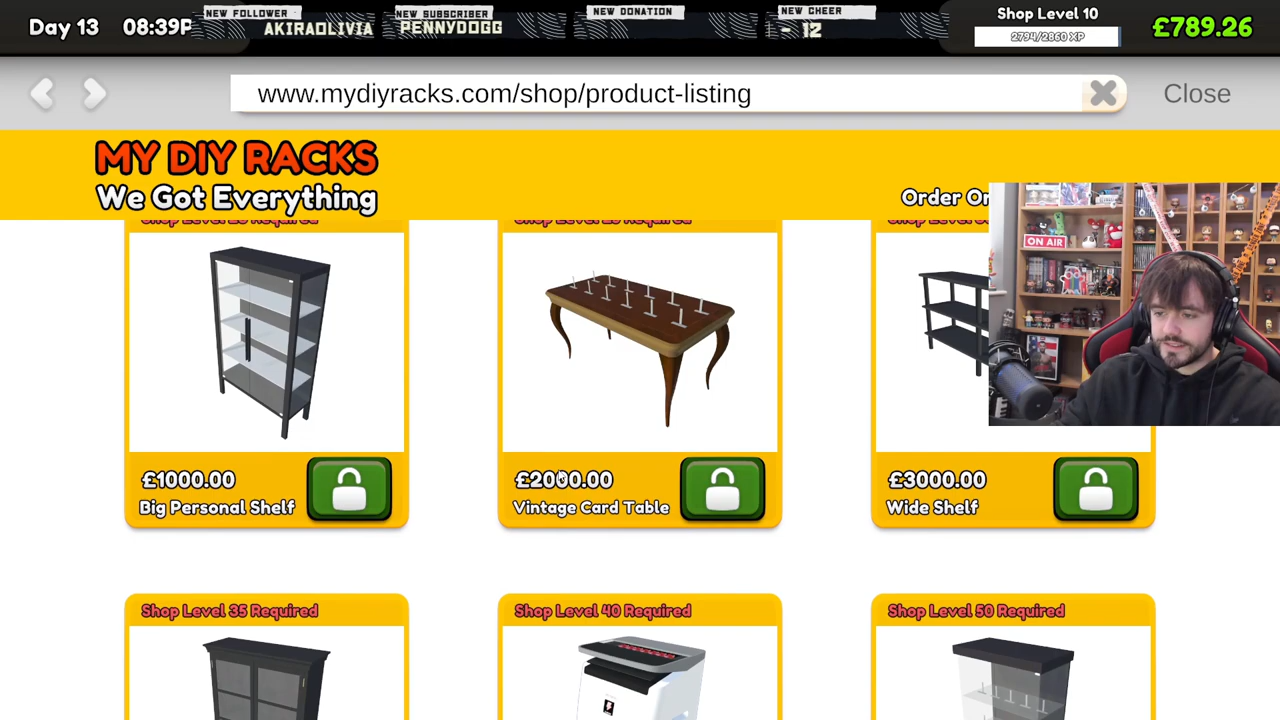 Day 13 08:39P
NEW FOLLOWER
AKIRAOLIVIA
NEW SUBSCRIBER
PENNYDOGG
NEW DONATION
NEW CHEER
- 12
Shop Level 10
2794/2860 XP
£789.26
www.mydiyracks.com/shop/product-listing
Close
MY DIY RACKS
We Got Everything
Order Or
ON AIR
£1000.00
Big Personal Shelf
£2000.00
Vintage Card Table
£3000.00
Wide Shelf
Shop Level 35 Required
Shop Level 40 Required
Shop Level 50 Required